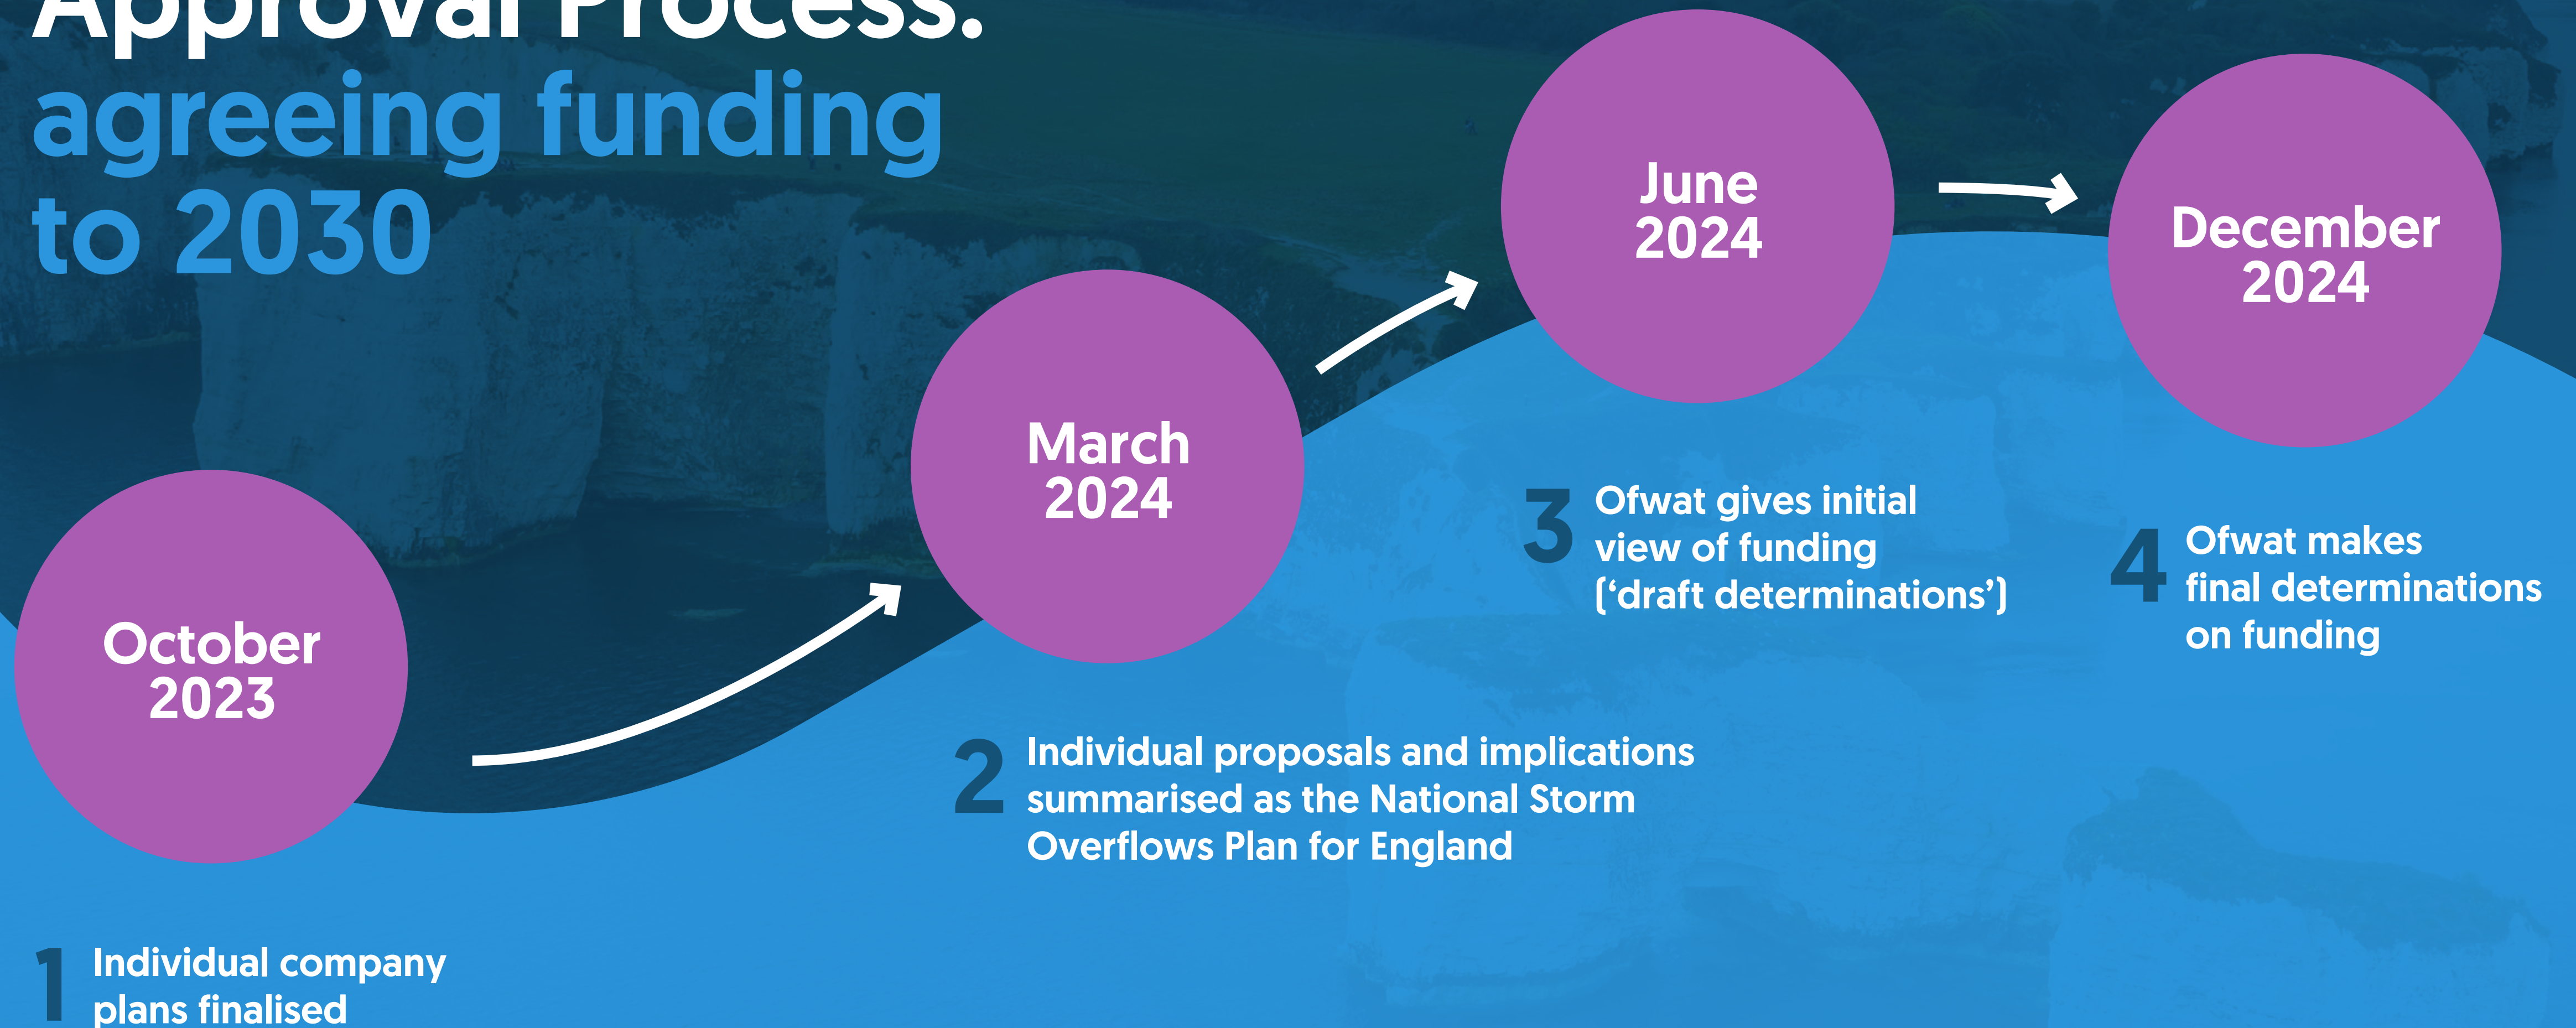 Approval Process.
agreeing funding
to 2030
October
2023
1
Individual company
plans finalised
March
2024
2
Individual proposals and implications
summarised as the National Storm
Overflows Plan for England
June
2024
3
Ofwat gives initial
view of funding
(‘draft determinations’)
December
2024
4
Ofwat makes
final determinations
on funding